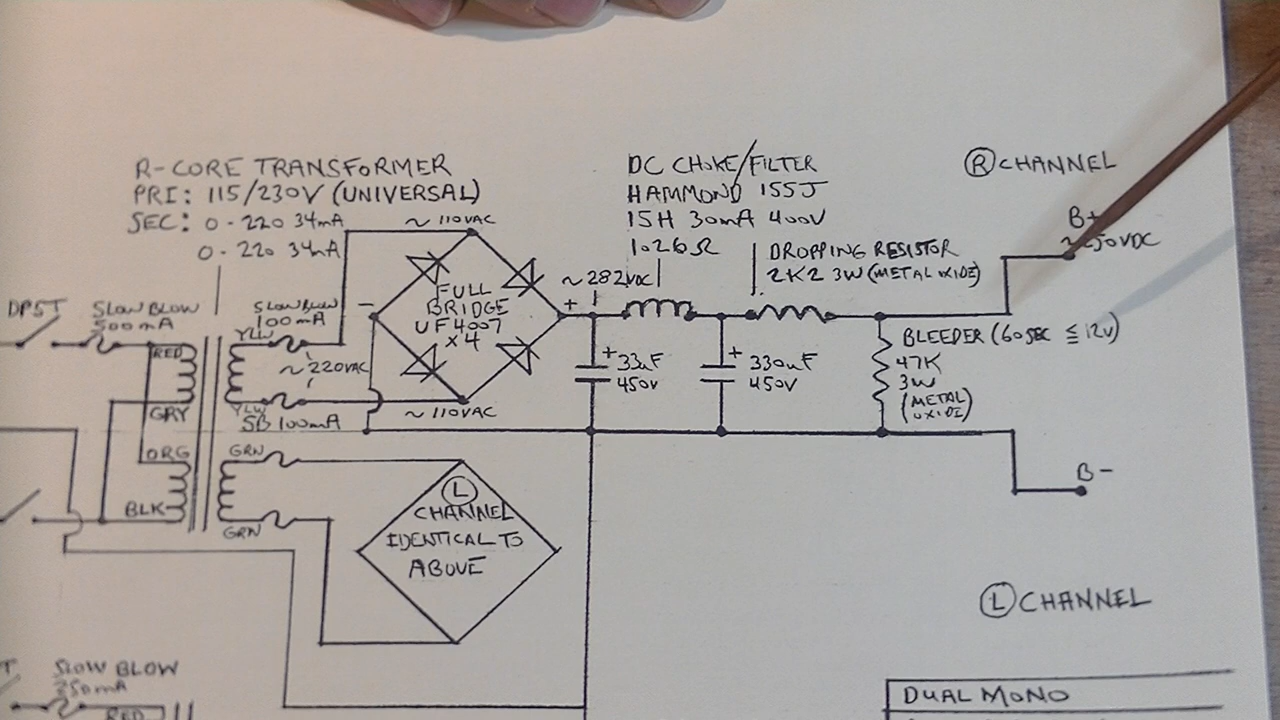 R-CORE TRANSFORMER
PRI: 115/230V (UNIVERSAL)
SEC: 0-220 34mA
0-220 34mA
DC CHOKE/FILTER
HAMMOND 155J
15H 30mA 400V
1026Ω
R CHANNEL
B+
~250VDC
DROPPING RESISTOR
2K2 3W (METAL OXIDE)
~110VAC
~282VDC
DPST
SLOW BLOW
500mA
SLOW BLOW
100mA
FULL
BRIDGE
UF4007
x4
-
+
YLW
~220VAC
RED
GRY
YLW
SB 100mA
~110VAC
+ 33uF
450V
+ 330uF
450V
BLEEDER (60SEC ≦ 12V)
47K
3W
(METAL
OXIDE)
ORG
BLK
GRN
GRN
L
CHANNEL
IDENTICAL TO
ABOVE
B-
L CHANNEL
T
SLOW BLOW
250mA
RED
DUAL MONO